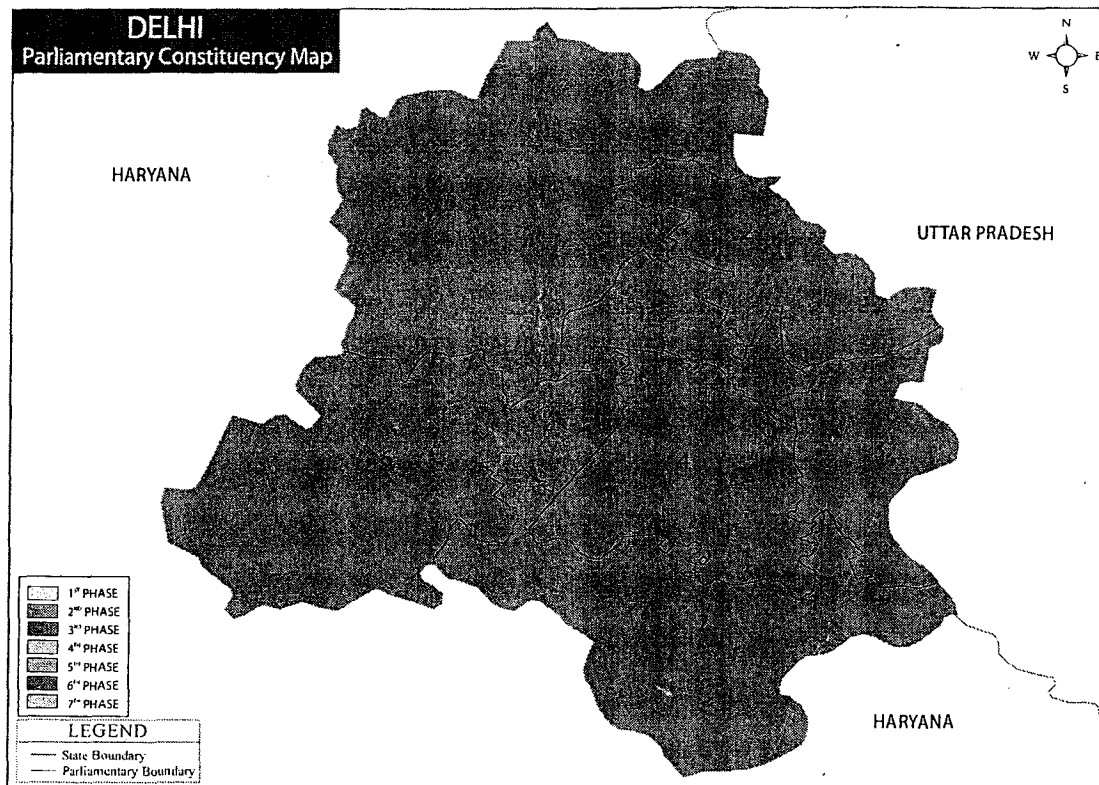 DELHI
Parliamentary Constituency Map
N
W
E
S
HARYANA
UTTAR PRADESH
1ST PHASE
2ND PHASE
3RD PHASE
4TH PHASE
5TH PHASE
6TH PHASE
7TH PHASE
LEGEND
State Boundary
Parliamentary Boundary
HARYANA